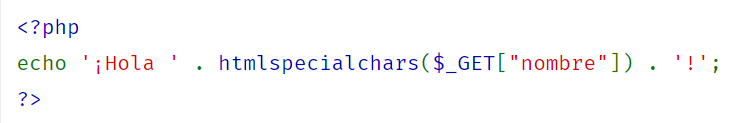 <?php
echo '¡Hola ' . htmlspecialchars($_GET["nombre"]) . '!';
?>